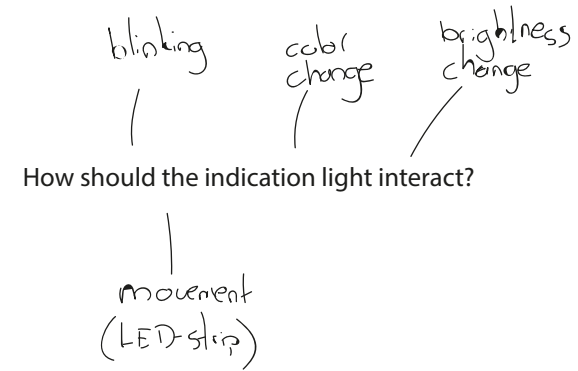 blinking
color
change
brightness
change
How should the indication light interact?
movement
(LED-strip)